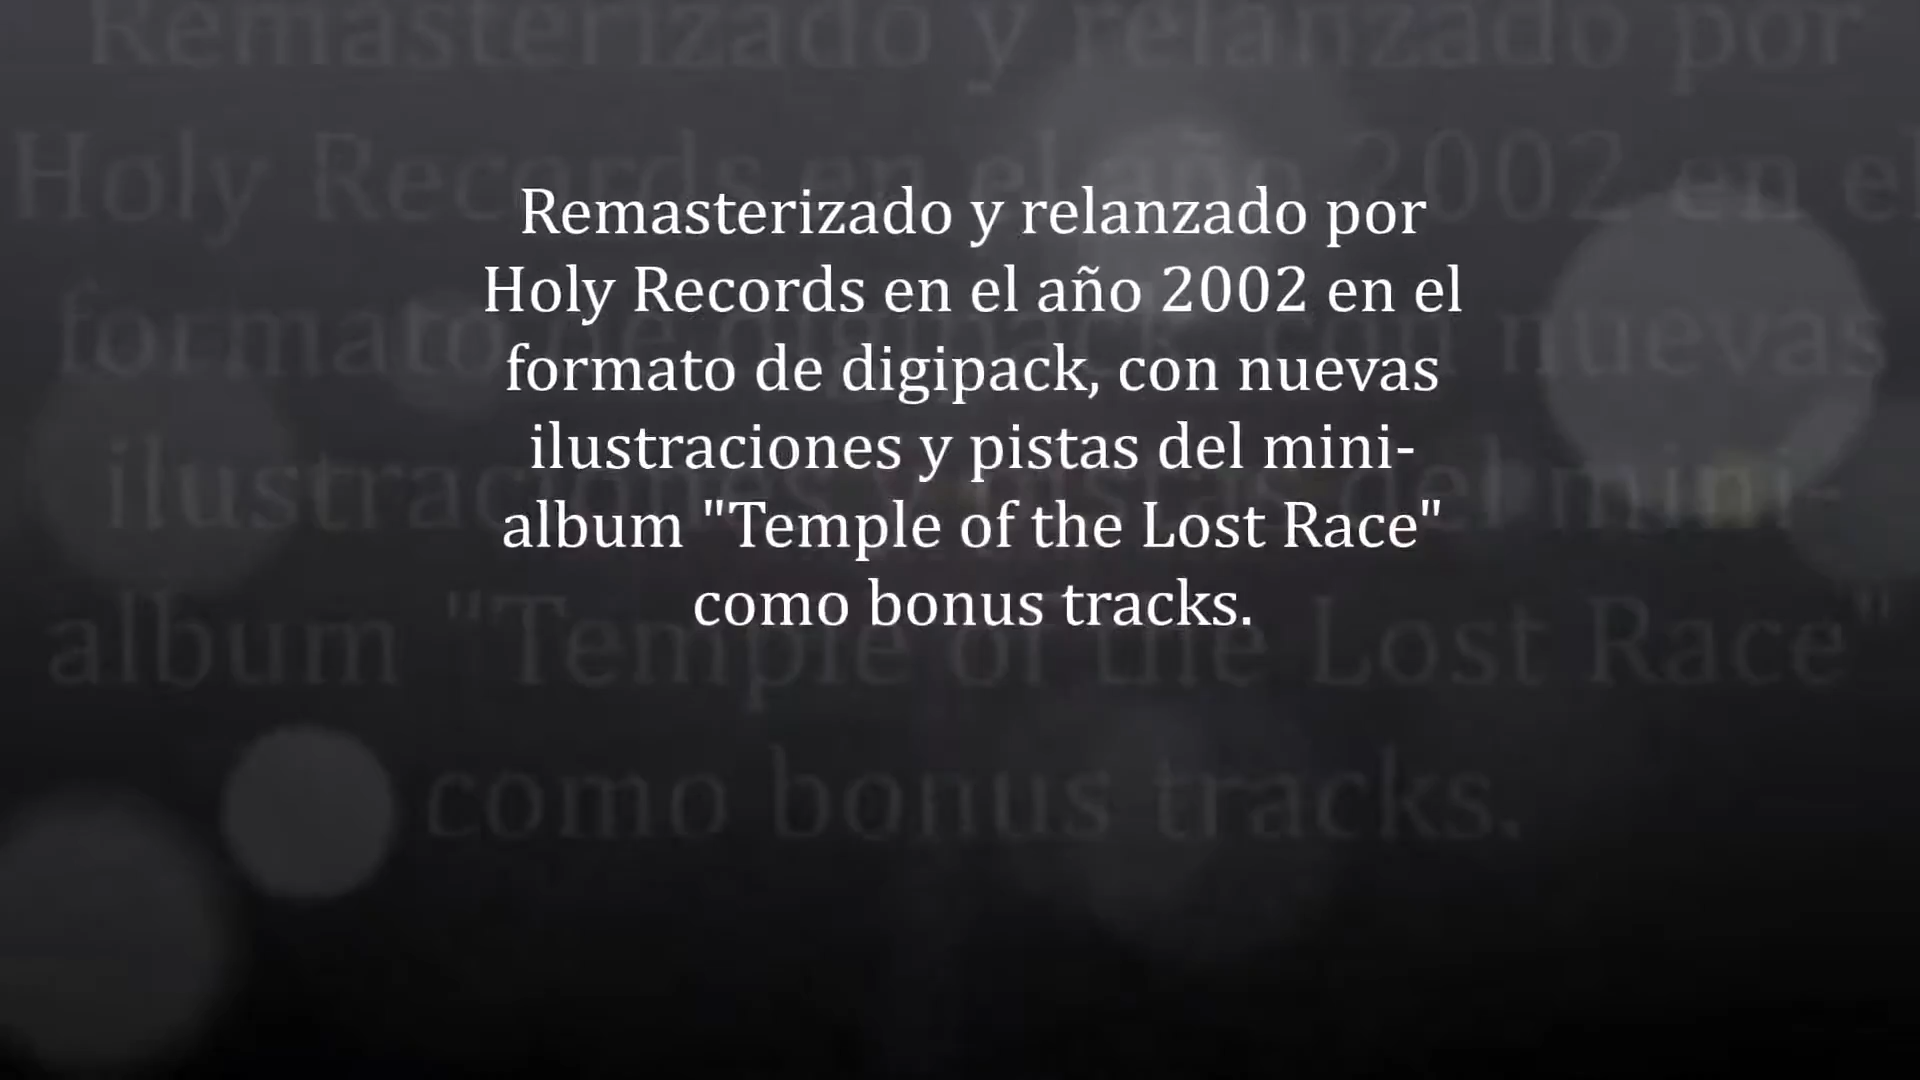 Remasterizado y relanzado por
Holy Records en el año 2002 en el
formato de digipack, con nuevas
ilustraciones y pistas del mini-
album "Temple of the Lost Race"
como bonus tracks.